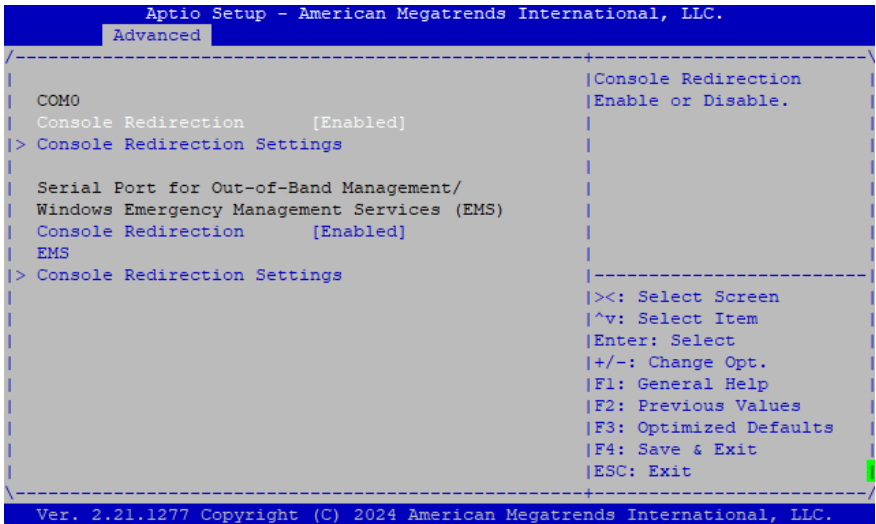 Aptio Setup - American Megatrends International, LLC.
Advanced
/----------------------------------------------------+-------------------------\
Console Redirection
COM0 |Enable or Disable.
Console Redirection [Enabled]
> Console Redirection Settings
Serial Port for Out-of-Band Management/
Windows Emergency Management Services (EMS)
Console Redirection [Enabled]
EMS
> Console Redirection Settings
><: Select Screen
^v: Select Item
Enter: Select
+/-: Change Opt.
F1: General Help
F2: Previous Values
F3: Optimized Defaults
F4: Save & Exit
ESC: Exit
Ver. 2.21.1277 Copyright (C) 2024 American Megatrends International, LLC.